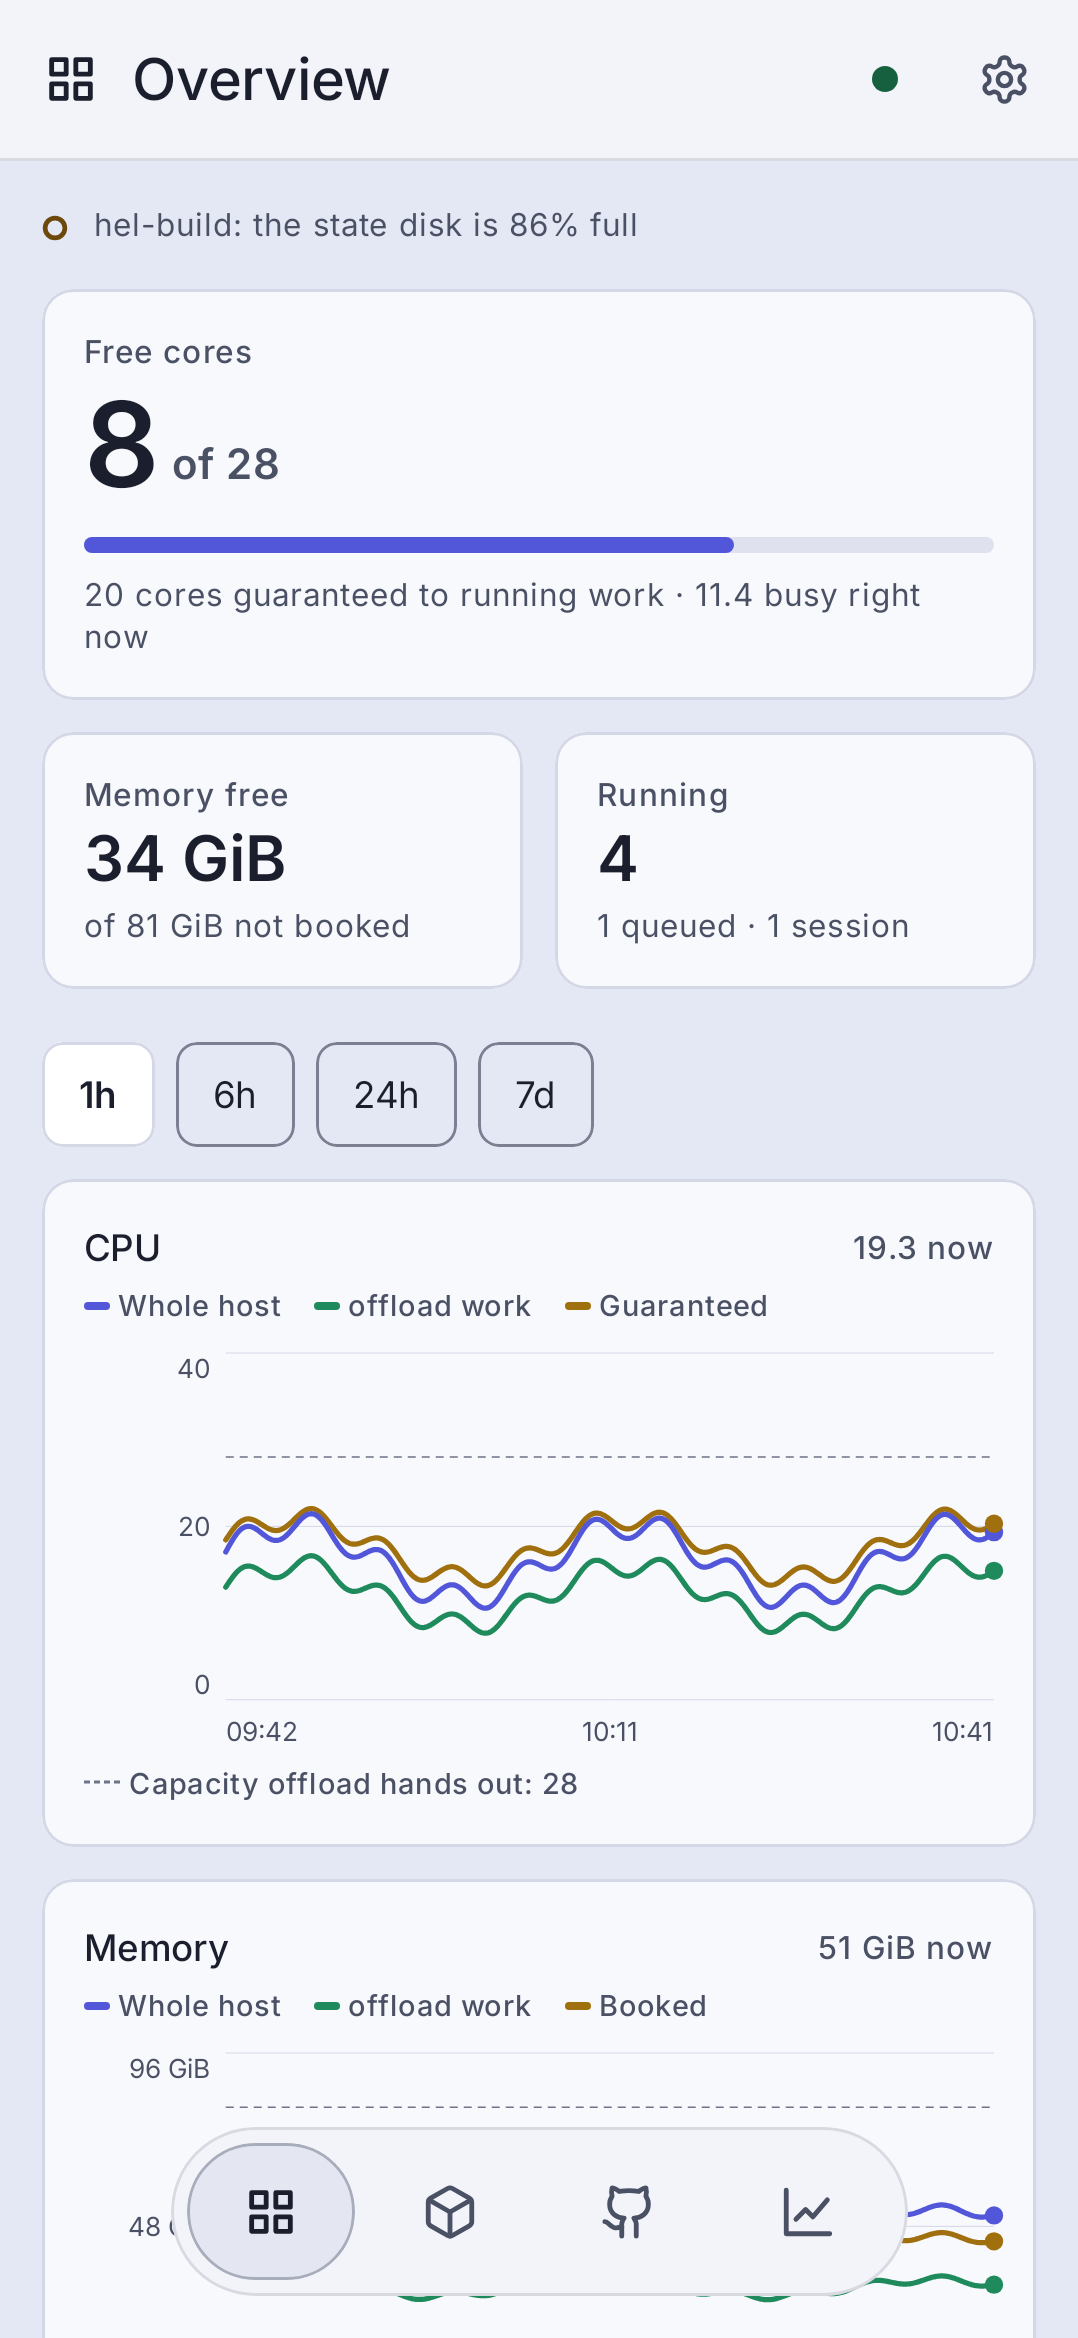 Overview
hel-build: the state disk is 86% full
Free cores
8 of 28
20 cores guaranteed to running work · 11.4 busy right
now
Memory free
34 GiB
of 81 GiB not booked
Running
4
1 queued · 1 session
1h
6h
24h
7d
CPU
19.3 now
Whole host
offload work
Guaranteed
40
20
0
09:42
10:11
10:41
Capacity offload hands out: 28
Memory
51 GiB now
Whole host
offload work
Booked
96 GiB
48